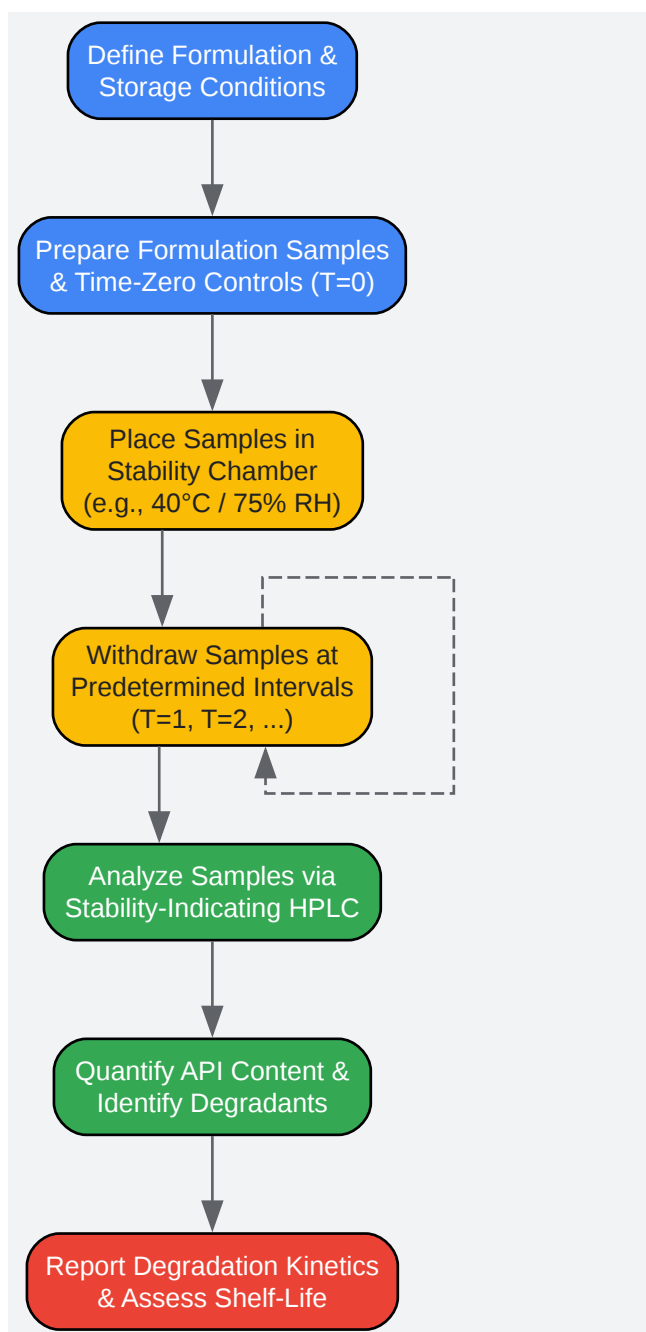 Define Formulation &
Storage Conditions
Prepare Formulation Samples
& Time-Zero Controls (T=0)
Place Samples in
Stability Chamber
(e.g., 40°C / 75% RH)
Withdraw Samples at
Predetermined Intervals
(T=1, T=2, ...)
Analyze Samples via
Stability-Indicating HPLC
Quantify API Content &
Identify Degradants
Report Degradation Kinetics
& Assess Shelf-Life